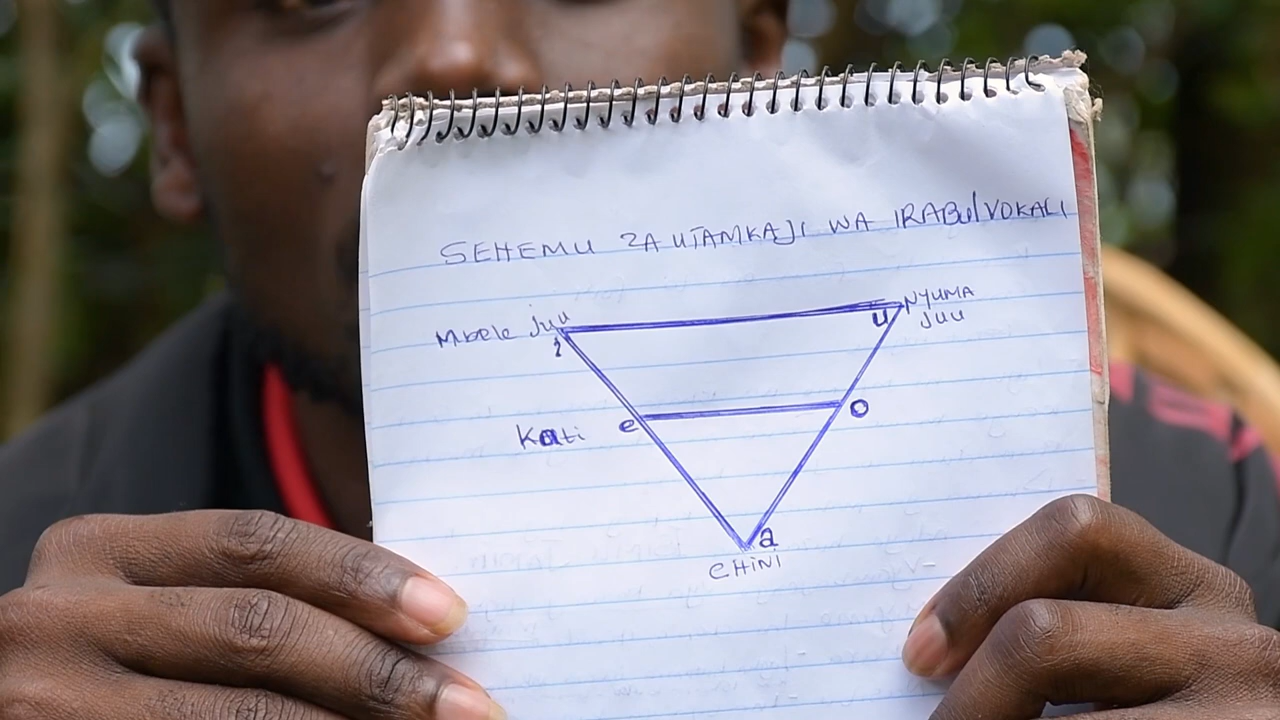 SEHEMU ZA UTAMKAJI WA IRABU/VOKALI
Mbele juu
i
u
NYUMA
JUU
Kati
e
o
a
CHINI